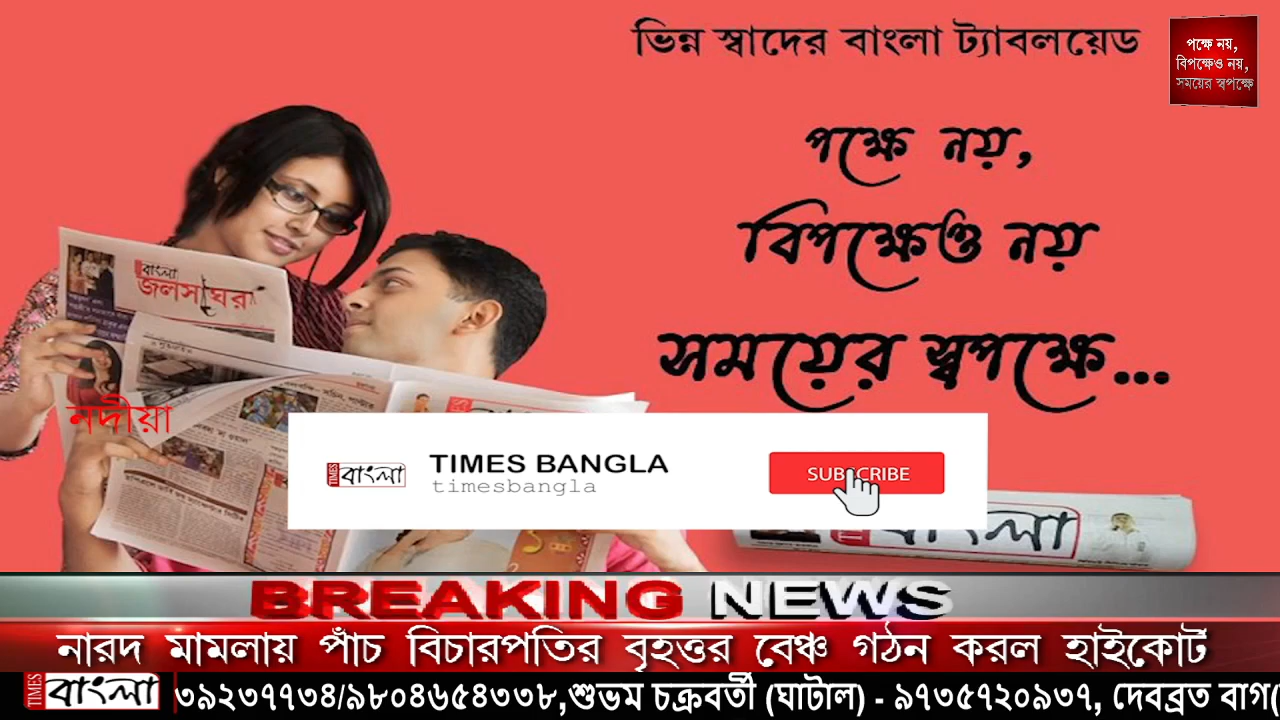 ভিন্ন স্বাদের বাংলা ট্যাবলয়েড
পক্ষে নয়,
বিপক্ষেও নয়,
সময়ের স্বপক্ষে
পক্ষে নয়,
বিপক্ষেও নয়
সময়ের স্বপক্ষে...
বাংলা
জলসাঘর
নদীয়া
TIMES বাংলা
TIMES BANGLA
timesbangla
SUBSCRIBE
বাংলা
BREAKING NEWS
নারদ মামলায় পাঁচ বিচারপতির বৃহত্তর বেঞ্চ গঠন করল হাইকোর্ট
TIMES বাংলা
৩৯২৩৭৭৩৪/৯৮০৪৬৫৪৩৩৮,শুভম চক্রবর্তী (ঘাটাল) - ৯৭৩৫৭২০৯৩৭, দেবব্রত বাগ(